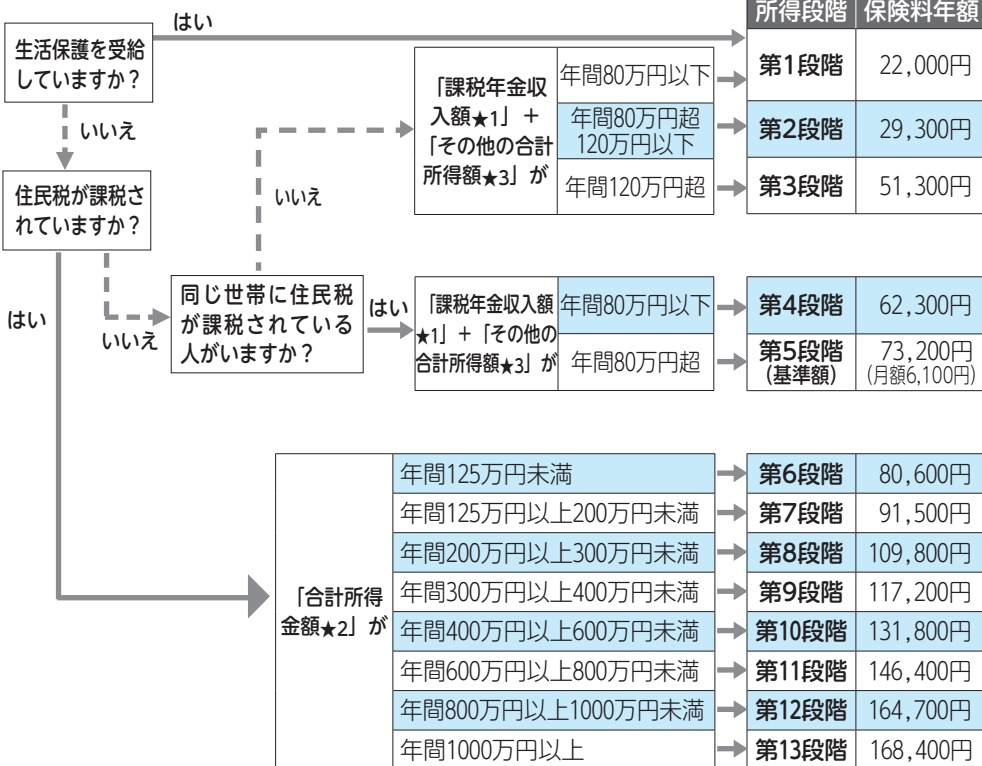 所得段階 保険料年額
はい
生活保護を受給
していますか？
いいえ
住民税が課税さ
れていますか？
はい
いいえ
同じ世帯に住民税
が課税されている
人がいますか？
いいえ
はい
「課税年金収
入額★1」＋
「その他の合計
所得額★3」が
年間80万円以下
第1段階 22,000円
年間80万円超
120万円以下
第2段階 29,300円
年間120万円超
第3段階 51,300円
「課税年金収入額
★1」＋「その他の
合計所得額★3」が
年間80万円以下
第4段階 62,300円
年間80万円超
第5段階 73,200円
(基準額) (月額6,100円)
「合計所得
金額★2」が
年間125万円未満 第6段階 80,600円
年間125万円以上200万円未満 第7段階 91,500円
年間200万円以上300万円未満 第8段階 109,800円
年間300万円以上400万円未満 第9段階 117,200円
年間400万円以上600万円未満 第10段階 131,800円
年間600万円以上800万円未満 第11段階 146,400円
年間800万円以上1000万円未満 第12段階 164,700円
年間1000万円以上 第13段階 168,400円